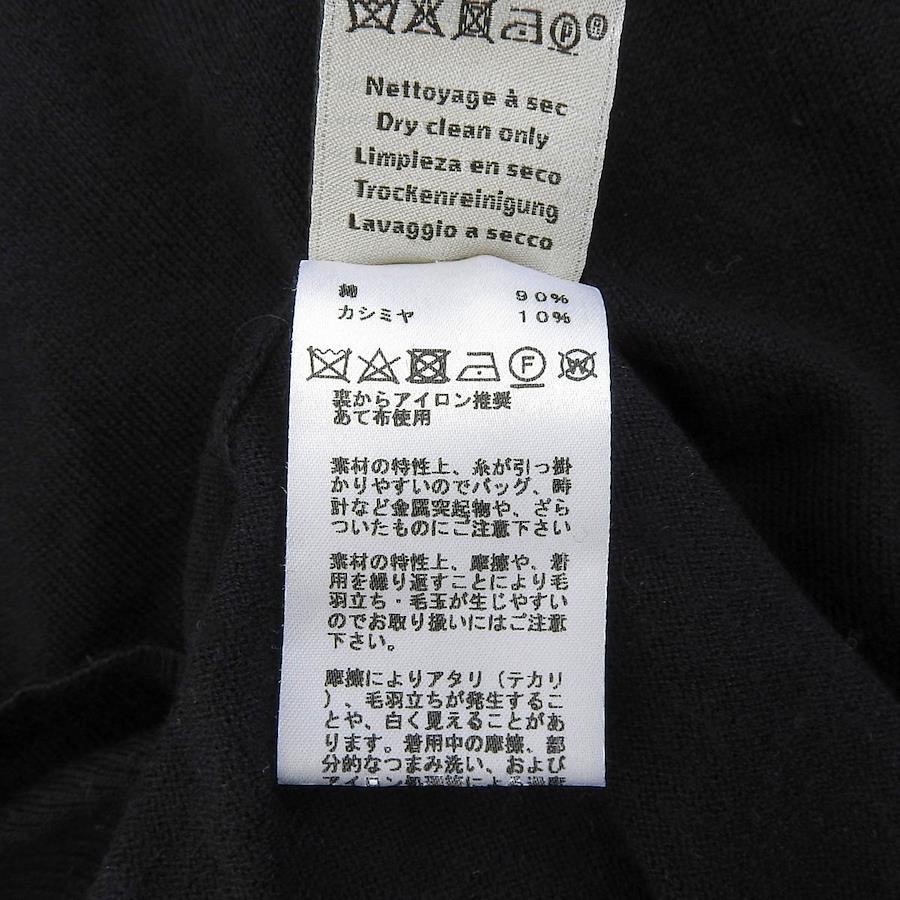 P
Nettoyage à sec
Dry clean only
Limpieza en seco
Trockenreinigung
Lavaggio a secco
綿 90%
カシミヤ 10%
F W
裏からアイロン推奨
あて布使用
素材の特性上、糸が引っ掛
かりやすいのでバッグ、時
計など金属突起物や、ざら
ついたものにご注意下さい
素材の特性上、摩擦や、着
用を繰り返すことにより毛
羽立ち・毛玉が生じやすい
のでお取り扱いにはご注意
下さい。
摩擦によりアタリ（テカリ
）、毛羽立ちが発生するこ
とや、白く見えることがあ
ります。着用中の摩擦、部
分的なつまみ洗い、および